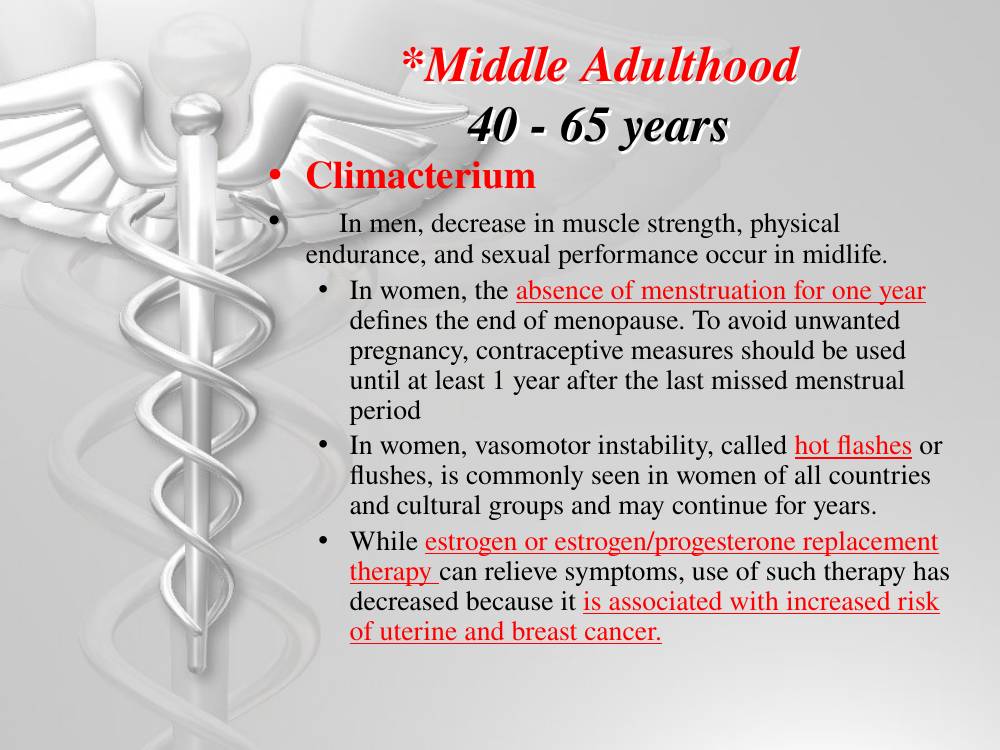 *Middle Adulthood
40 - 65 years
• Climacterium
• In men, decrease in muscle strength, physical
endurance, and sexual performance occur in midlife.
• In women, the absence of menstruation for one year
defines the end of menopause. To avoid unwanted
pregnancy, contraceptive measures should be used
until at least 1 year after the last missed menstrual
period
• In women, vasomotor instability, called hot flashes or
flushes, is commonly seen in women of all countries
and cultural groups and may continue for years.
• While estrogen or estrogen/progesterone replacement
therapy can relieve symptoms, use of such therapy has
decreased because it is associated with increased risk
of uterine and breast cancer.